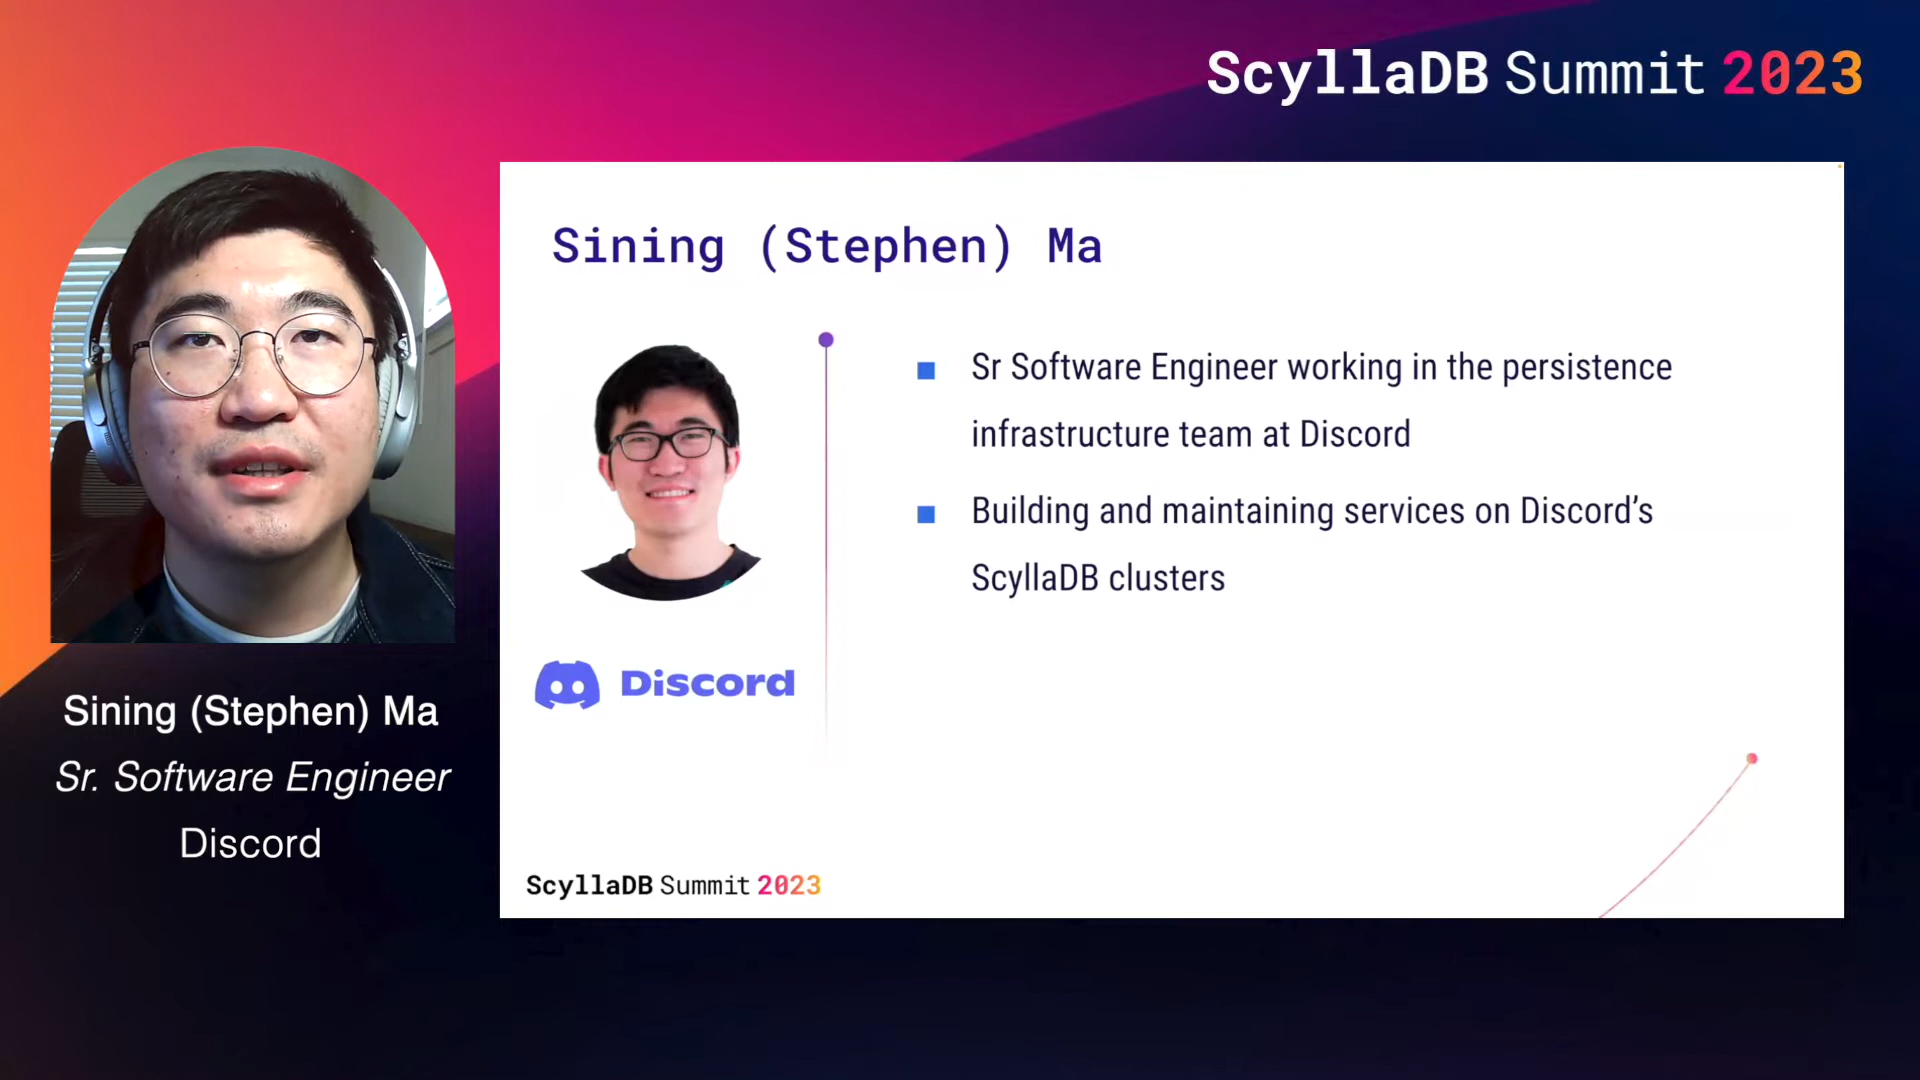 ScyllaDB Summit 2023
Sining (Stephen) Ma
Sr Software Engineer working in the persistence
infrastructure team at Discord
Building and maintaining services on Discord’s
ScyllaDB clusters
Discord
ScyllaDB Summit 2023
Sining (Stephen) Ma
Sr. Software Engineer
Discord